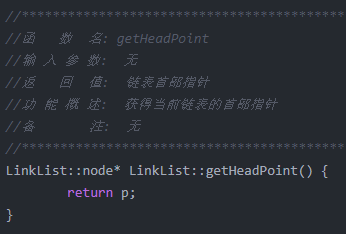 //******************************************
//函    数    名: getHeadPoint
//输 入 参 数:   无
//返    回    值:   链表首部指针
//功 能 概 述:   获得当前链表的首部指针
//备          注:   无
//******************************************
LinkList::node* LinkList::getHeadPoint() {
        return p;
}